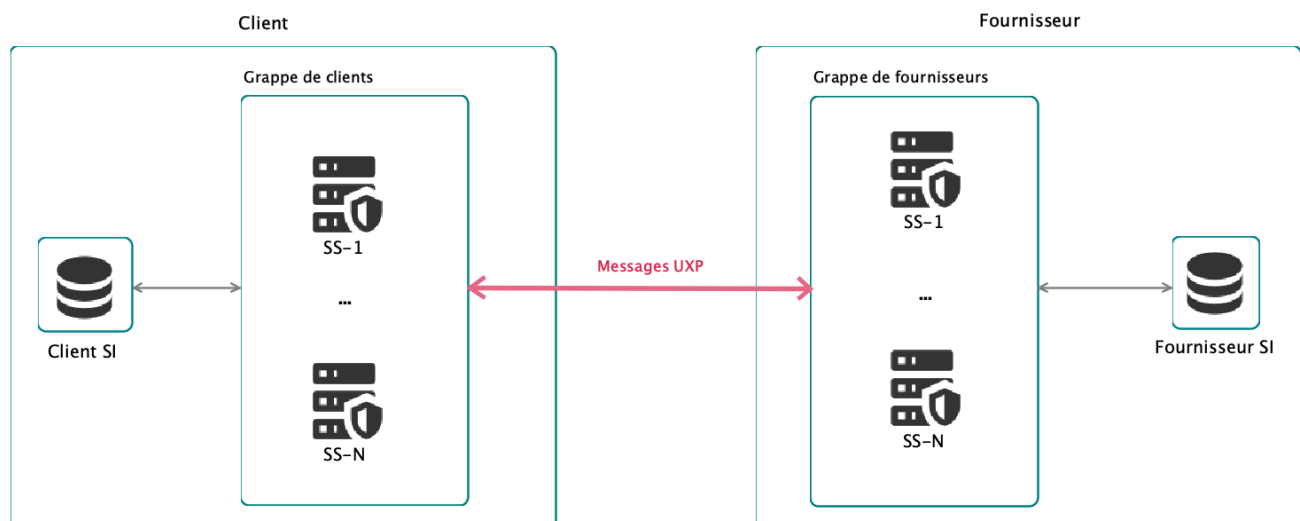 Client
Grappe de clients
SS-1
...
SS-N
Client SI
Messages UXP
Fournisseur
Grappe de fournisseurs
SS-1
...
SS-N
Fournisseur SI